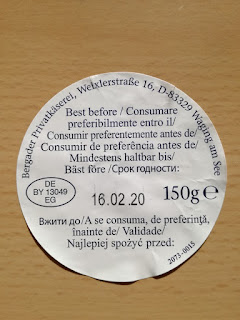 Bergader Privatkäserei, Weixlerstraße 16, D-83329 Waging am See
Best before / Consumare
preferibilmente entro il/
Consumir preferentemente antes de/
Consumir de preferência antes de/
Mindestens haltbar bis/
Bäst före / Срок годности:
DE
BY 13049
EG
16.02.20
150g e
Вжити до/A se consuma, de preferinţă,
înainte de/ Validade/
Najlepiej spożyć przed:
2073-0015